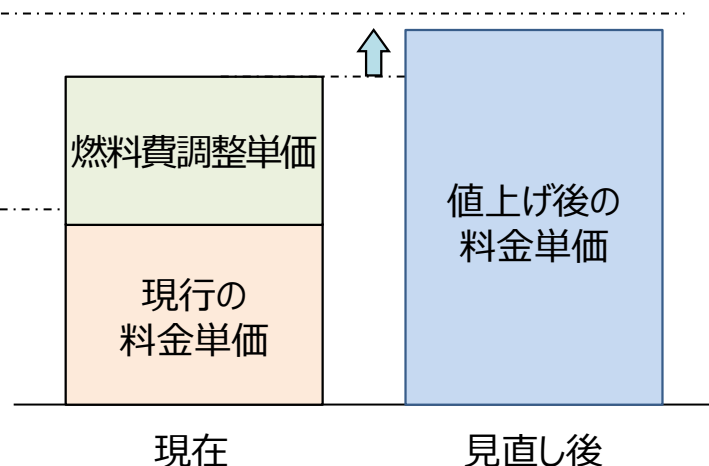 燃料費調整単価
現行の
料金単価
値上げ後の
料金単価
現在
見直し後